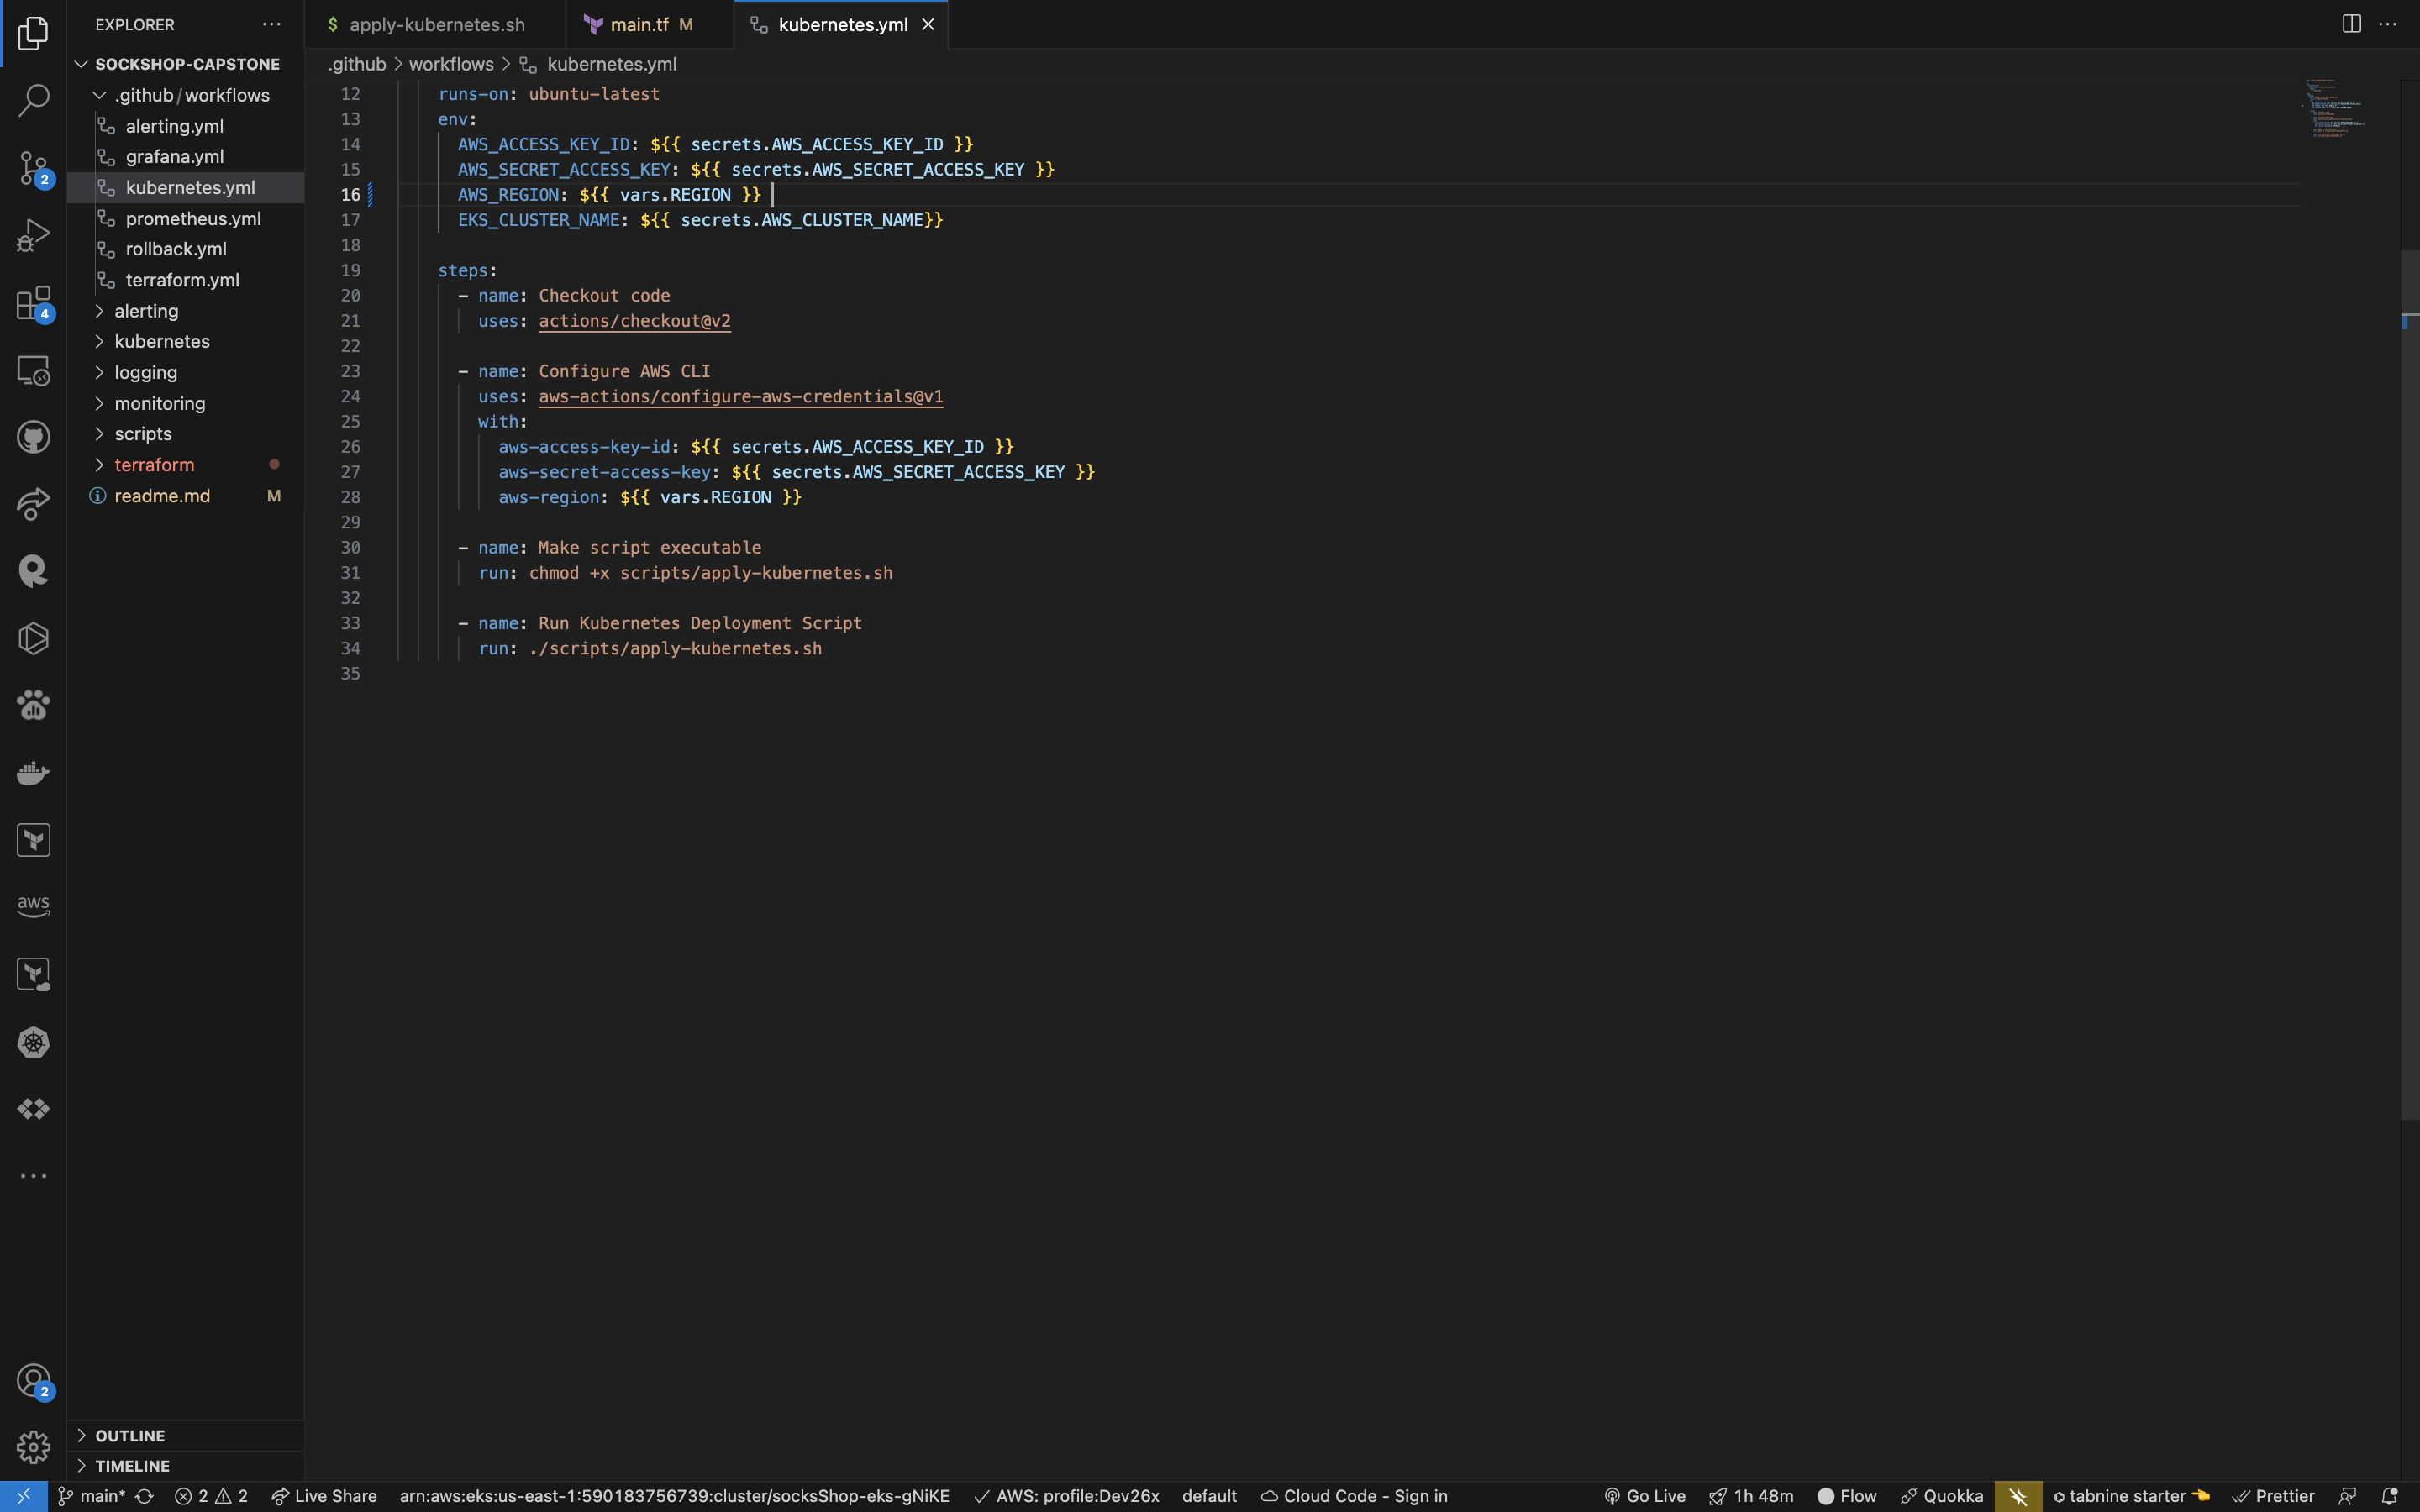 EXPLORER
SOCKSHOP-CAPSTONE
.github/workflows
alerting.yml
grafana.yml
kubernetes.yml
prometheus.yml
rollback.yml
terraform.yml
alerting
kubernetes
logging
monitoring
scripts
terraform
readme.md M
OUTLINE
TIMELINE
2
4
aws
2
$ apply-kubernetes.sh
main.tf M
kubernetes.yml
.github > workflows > kubernetes.yml
12 runs-on: ubuntu-latest
13 env:
14 AWS_ACCESS_KEY_ID: ${{ secrets.AWS_ACCESS_KEY_ID }}
15 AWS_SECRET_ACCESS_KEY: ${{ secrets.AWS_SECRET_ACCESS_KEY }}
16 AWS_REGION: ${{ vars.REGION }}
17 EKS_CLUSTER_NAME: ${{ secrets.AWS_CLUSTER_NAME}}
18
19 steps:
20 - name: Checkout code
21 uses: actions/checkout@v2
22
23 - name: Configure AWS CLI
24 uses: aws-actions/configure-aws-credentials@v1
25 with:
26 aws-access-key-id: ${{ secrets.AWS_ACCESS_KEY_ID }}
27 aws-secret-access-key: ${{ secrets.AWS_SECRET_ACCESS_KEY }}
28 aws-region: ${{ vars.REGION }}
29
30 - name: Make script executable
31 run: chmod +x scripts/apply-kubernetes.sh
32
33 - name: Run Kubernetes Deployment Script
34 run: ./scripts/apply-kubernetes.sh
35
main* 2 2 Live Share arn:aws:eks:us-east-1:590183756739:cluster/socksShop-eks-gNiKE AWS: profile:Dev26x default Cloud Code - Sign in Go Live 1h 48m Flow Quokka tabnine starter Prettier